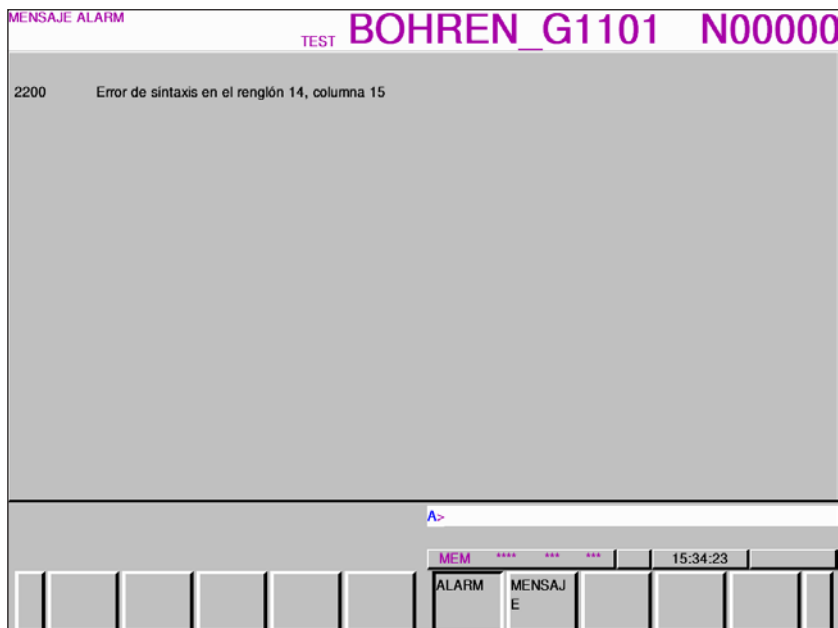 MENSAJE ALARM
TEST BOHREN_G1101 N00000
2200 Error de sintaxis en el renglón 14, columna 15
A>
MEM **** *** *** 15:34:23
ALARM MENSAJ
E